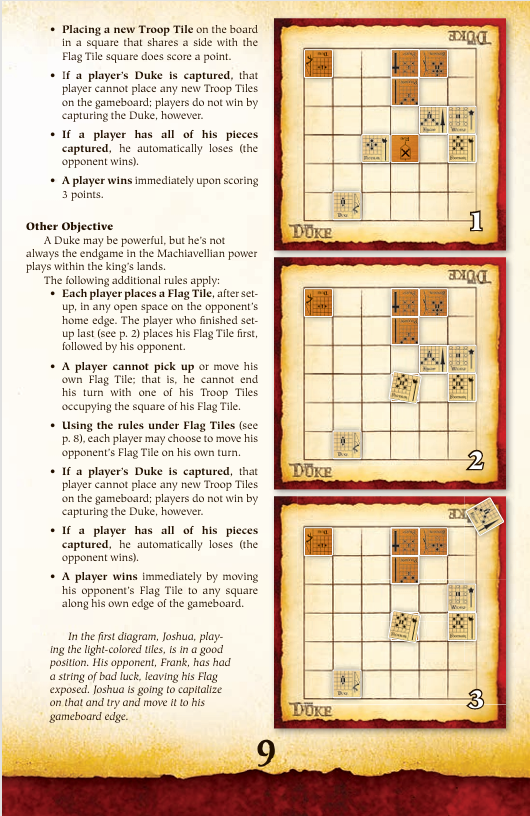 • Placing a new Troop Tile on the board
in a square that shares a side with the
Flag Tile square does score a point.
• If a player's Duke is captured, that
player cannot place any new Troop Tiles
on the gameboard; players do not win by
capturing the Duke, however.
• If a player has all of his pieces
captured, he automatically loses (the
opponent wins).
• A player wins immediately upon scoring
3 points.
Other Objective
A Duke may be powerful, but he's not
always the endgame in the Machiavellian power
plays within the king's lands.
The following additional rules apply:
• Each player places a Flag Tile, after set-
up, in any open space on the opponent's
home edge. The player who finished set-
up last (see p. 2) places his Flag Tile first,
followed by his opponent.
• A player cannot pick up or move his
own Flag Tile; that is, he cannot end
his turn with one of his Troop Tiles
occupying the square of his Flag Tile.
• Using the rules under Flag Tiles (see
p. 8), each player may choose to move his
opponent's Flag Tile on his own turn.
• If a player's Duke is captured, that
player cannot place any new Troop Tiles
on the gameboard; players do not win by
capturing the Duke, however.
• If a player has all of his pieces
captured, he automatically loses (the
opponent wins).
• A player wins immediately by moving
his opponent's Flag Tile to any square
along his own edge of the gameboard.
In the first diagram, Joshua, play-
ing the light-colored tiles, is in a good
position. His opponent, Frank, has had
a string of bad luck, leaving his Flag
exposed. Joshua is going to capitalize
on that and try and move it to his
gameboard edge.
DUKE
DUKE
1
DUKE
DUKE
2
DUKE
3
9